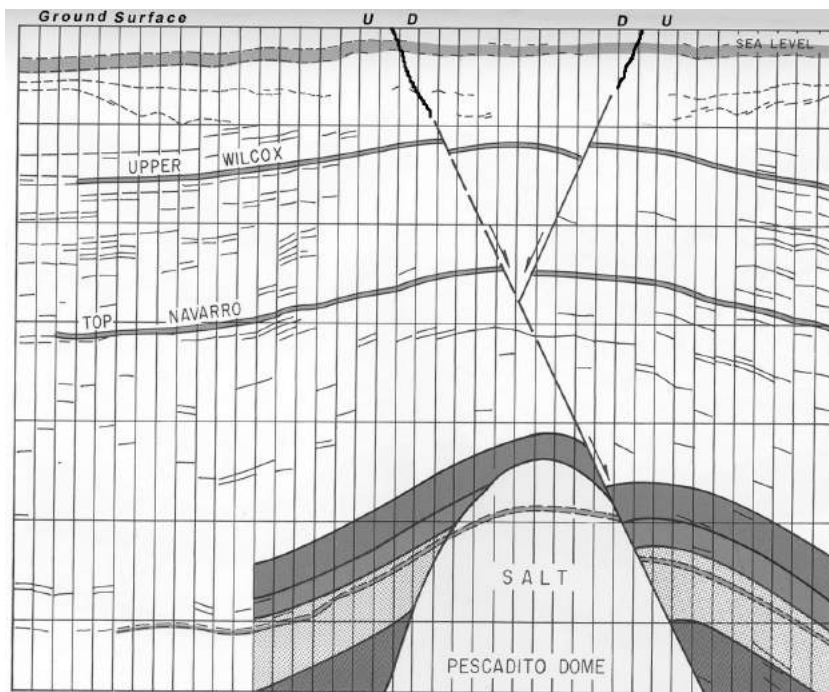 Ground Surface U D D U
SEA LEVEL
UPPER WILCOX
TOP NAVARRO
SALT
PESCADITO DOME